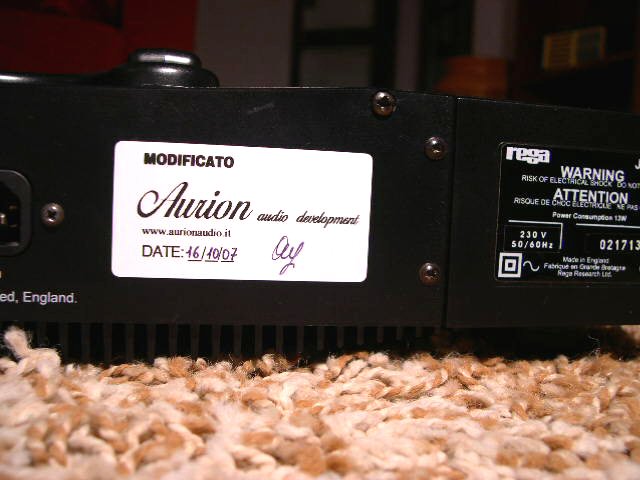 MODIFICATO
Aurion audio development
www.aurionaudio.it
DATE: 16/10/07
ed, England.
rega
WARNING
RISK OF ELECTRICAL SHOCK DO NOT
ATTENTION
RISQUE DE CHOC ELECTRIQUE NE PAS
Power Consumption 13W
230 V
50/60Hz
021713
Made in England
Fabriqué en Grande Bretagne
Rega Research Ltd.